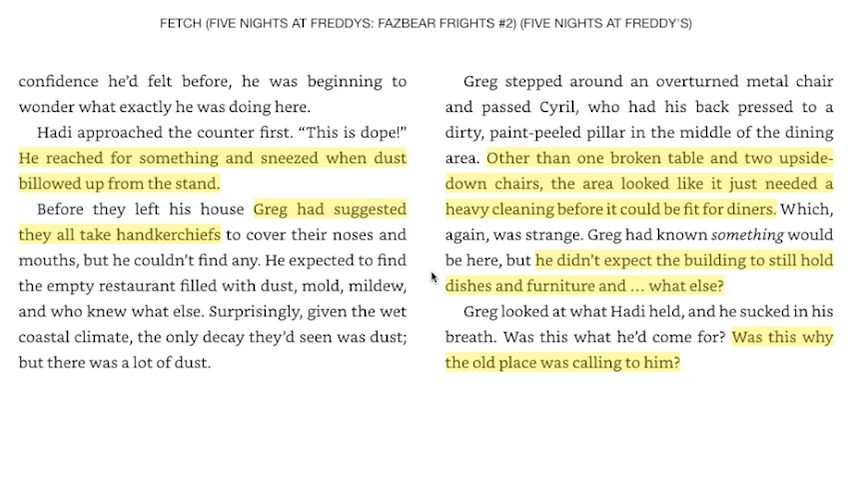 FETCH (FIVE NIGHTS AT FREDDYS: FAZBEAR FRIGHTS #2) (FIVE NIGHTS AT FREDDY'S)
confidence he'd felt before, he was beginning to
wonder what exactly he was doing here.
Hadi approached the counter first. “This is dope!”
He reached for something and sneezed when dust
billowed up from the stand.
Before they left his house Greg had suggested
they all take handkerchiefs to cover their noses and
mouths, but he couldn't find any. He expected to find
the empty restaurant filled with dust, mold, mildew,
and who knew what else. Surprisingly, given the wet
coastal climate, the only decay they'd seen was dust;
but there was a lot of dust.
Greg stepped around an overturned metal chair
and passed Cyril, who had his back pressed to a
dirty, paint-peeled pillar in the middle of the dining
area. Other than one broken table and two upside-
down chairs, the area looked like it just needed a
heavy cleaning before it could be fit for diners. Which,
again, was strange. Greg had known something would
be here, but he didn't expect the building to still hold
dishes and furniture and … what else?
Greg looked at what Hadi held, and he sucked in his
breath. Was this what he'd come for? Was this why
the old place was calling to him?